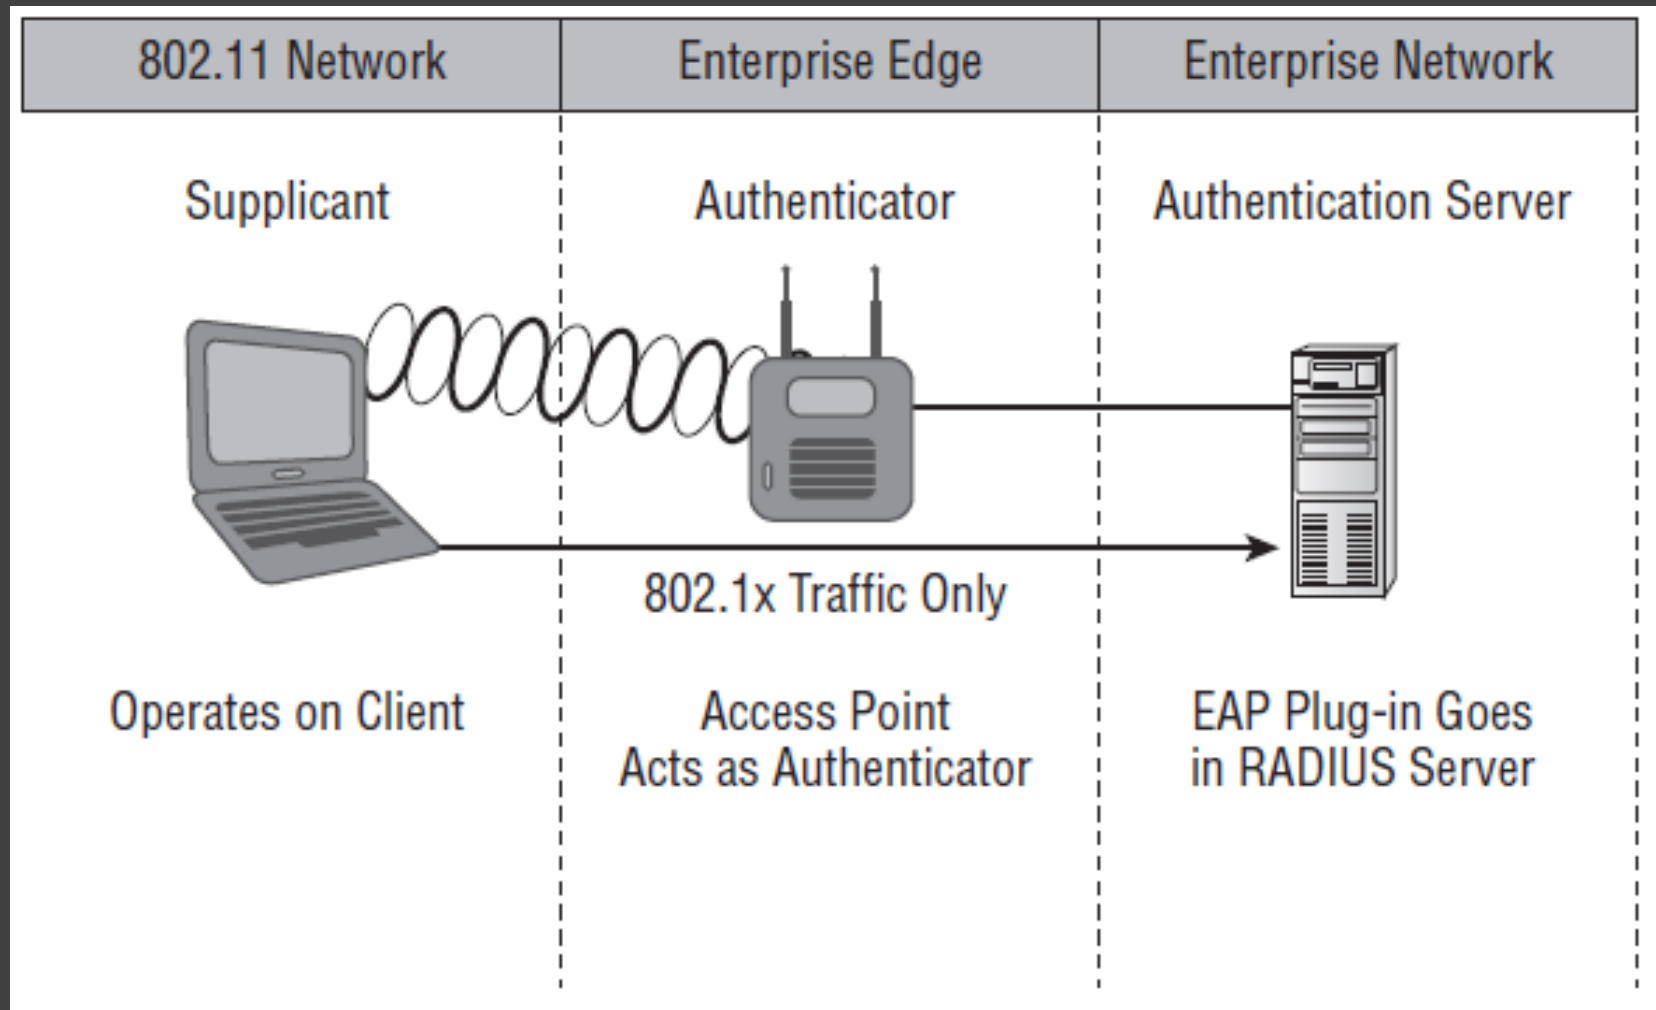 802.11 Network
Enterprise Edge
Enterprise Network
Supplicant
Authenticator
Authentication Server
802.1x Traffic Only
Operates on Client
Access Point
Acts as Authenticator
EAP Plug-in Goes
in RADIUS Server